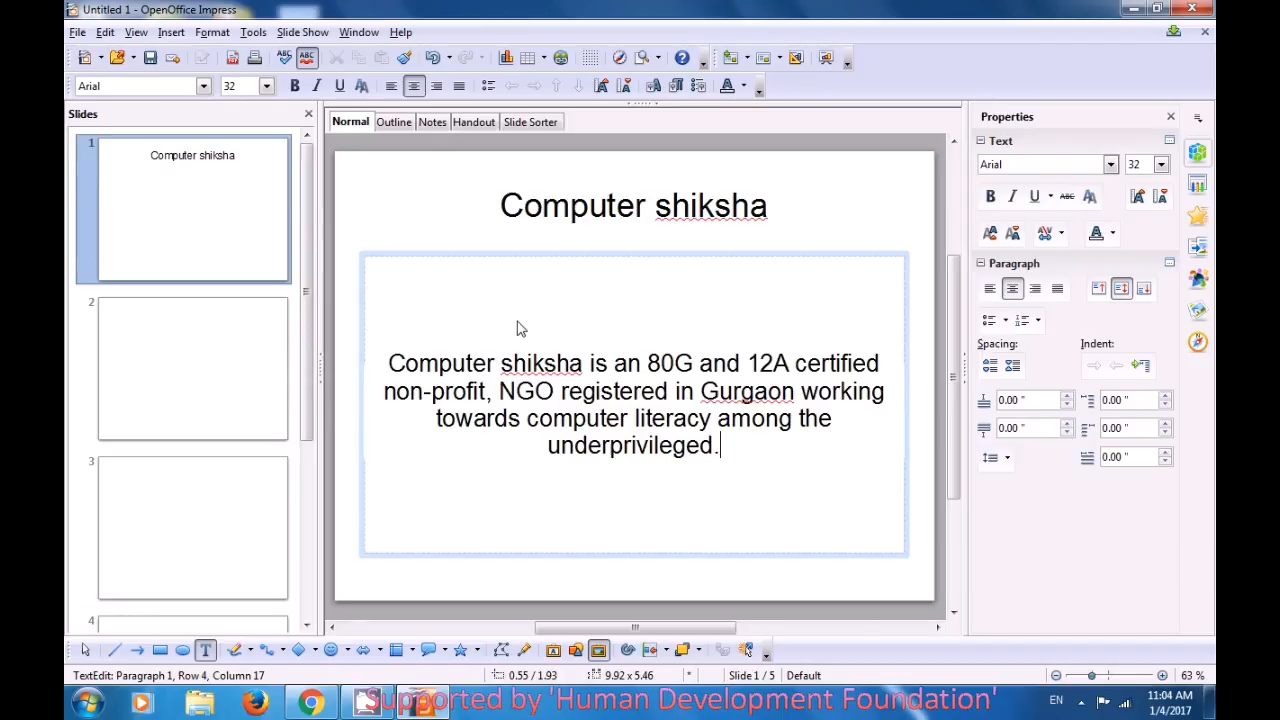 Untitled 1 - OpenOffice Impress
File Edit View Insert Format Tools Slide Show Window Help
Arial 32
Slides
Normal Outline Notes Handout Slide Sorter
1
Computer shiksha
2
3
4
Computer shiksha
Computer shiksha is an 80G and 12A certified
non-profit, NGO registered in Gurgaon working
towards computer literacy among the
underprivileged.
Properties
Text
Arial 32
Paragraph
Spacing: Indent:
0.00 " 0.00 "
0.00 " 0.00 "
0.00 "
TextEdit: Paragraph 1, Row 4, Column 17 0.55 / 1.93 9.92 x 5.46 * Slide 1 / 5 Default 63 %
Supported by 'Human Development Foundation'
EN 11:04 AM
1/4/2017